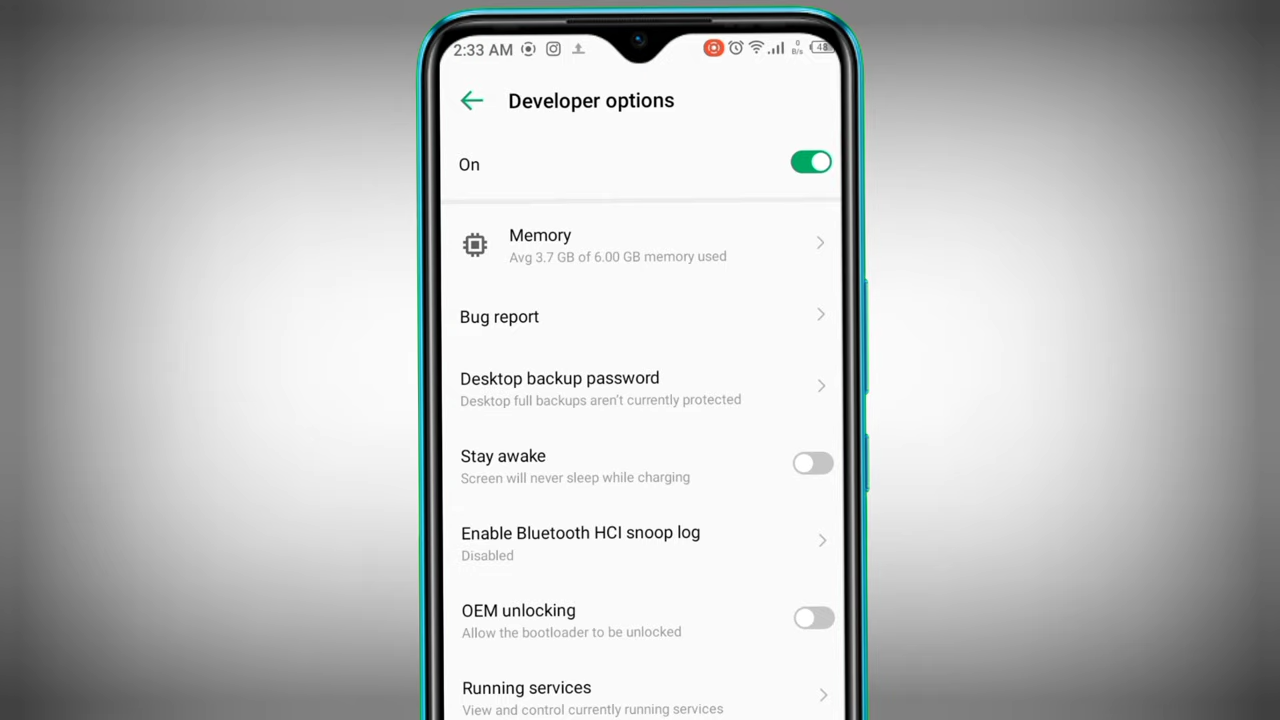 2:33 AM
0
B/s
48
Developer options
On
Memory
Avg 3.7 GB of 6.00 GB memory used
Bug report
Desktop backup password
Desktop full backups aren't currently protected
Stay awake
Screen will never sleep while charging
Enable Bluetooth HCI snoop log
Disabled
OEM unlocking
Allow the bootloader to be unlocked
Running services
View and control currently running services